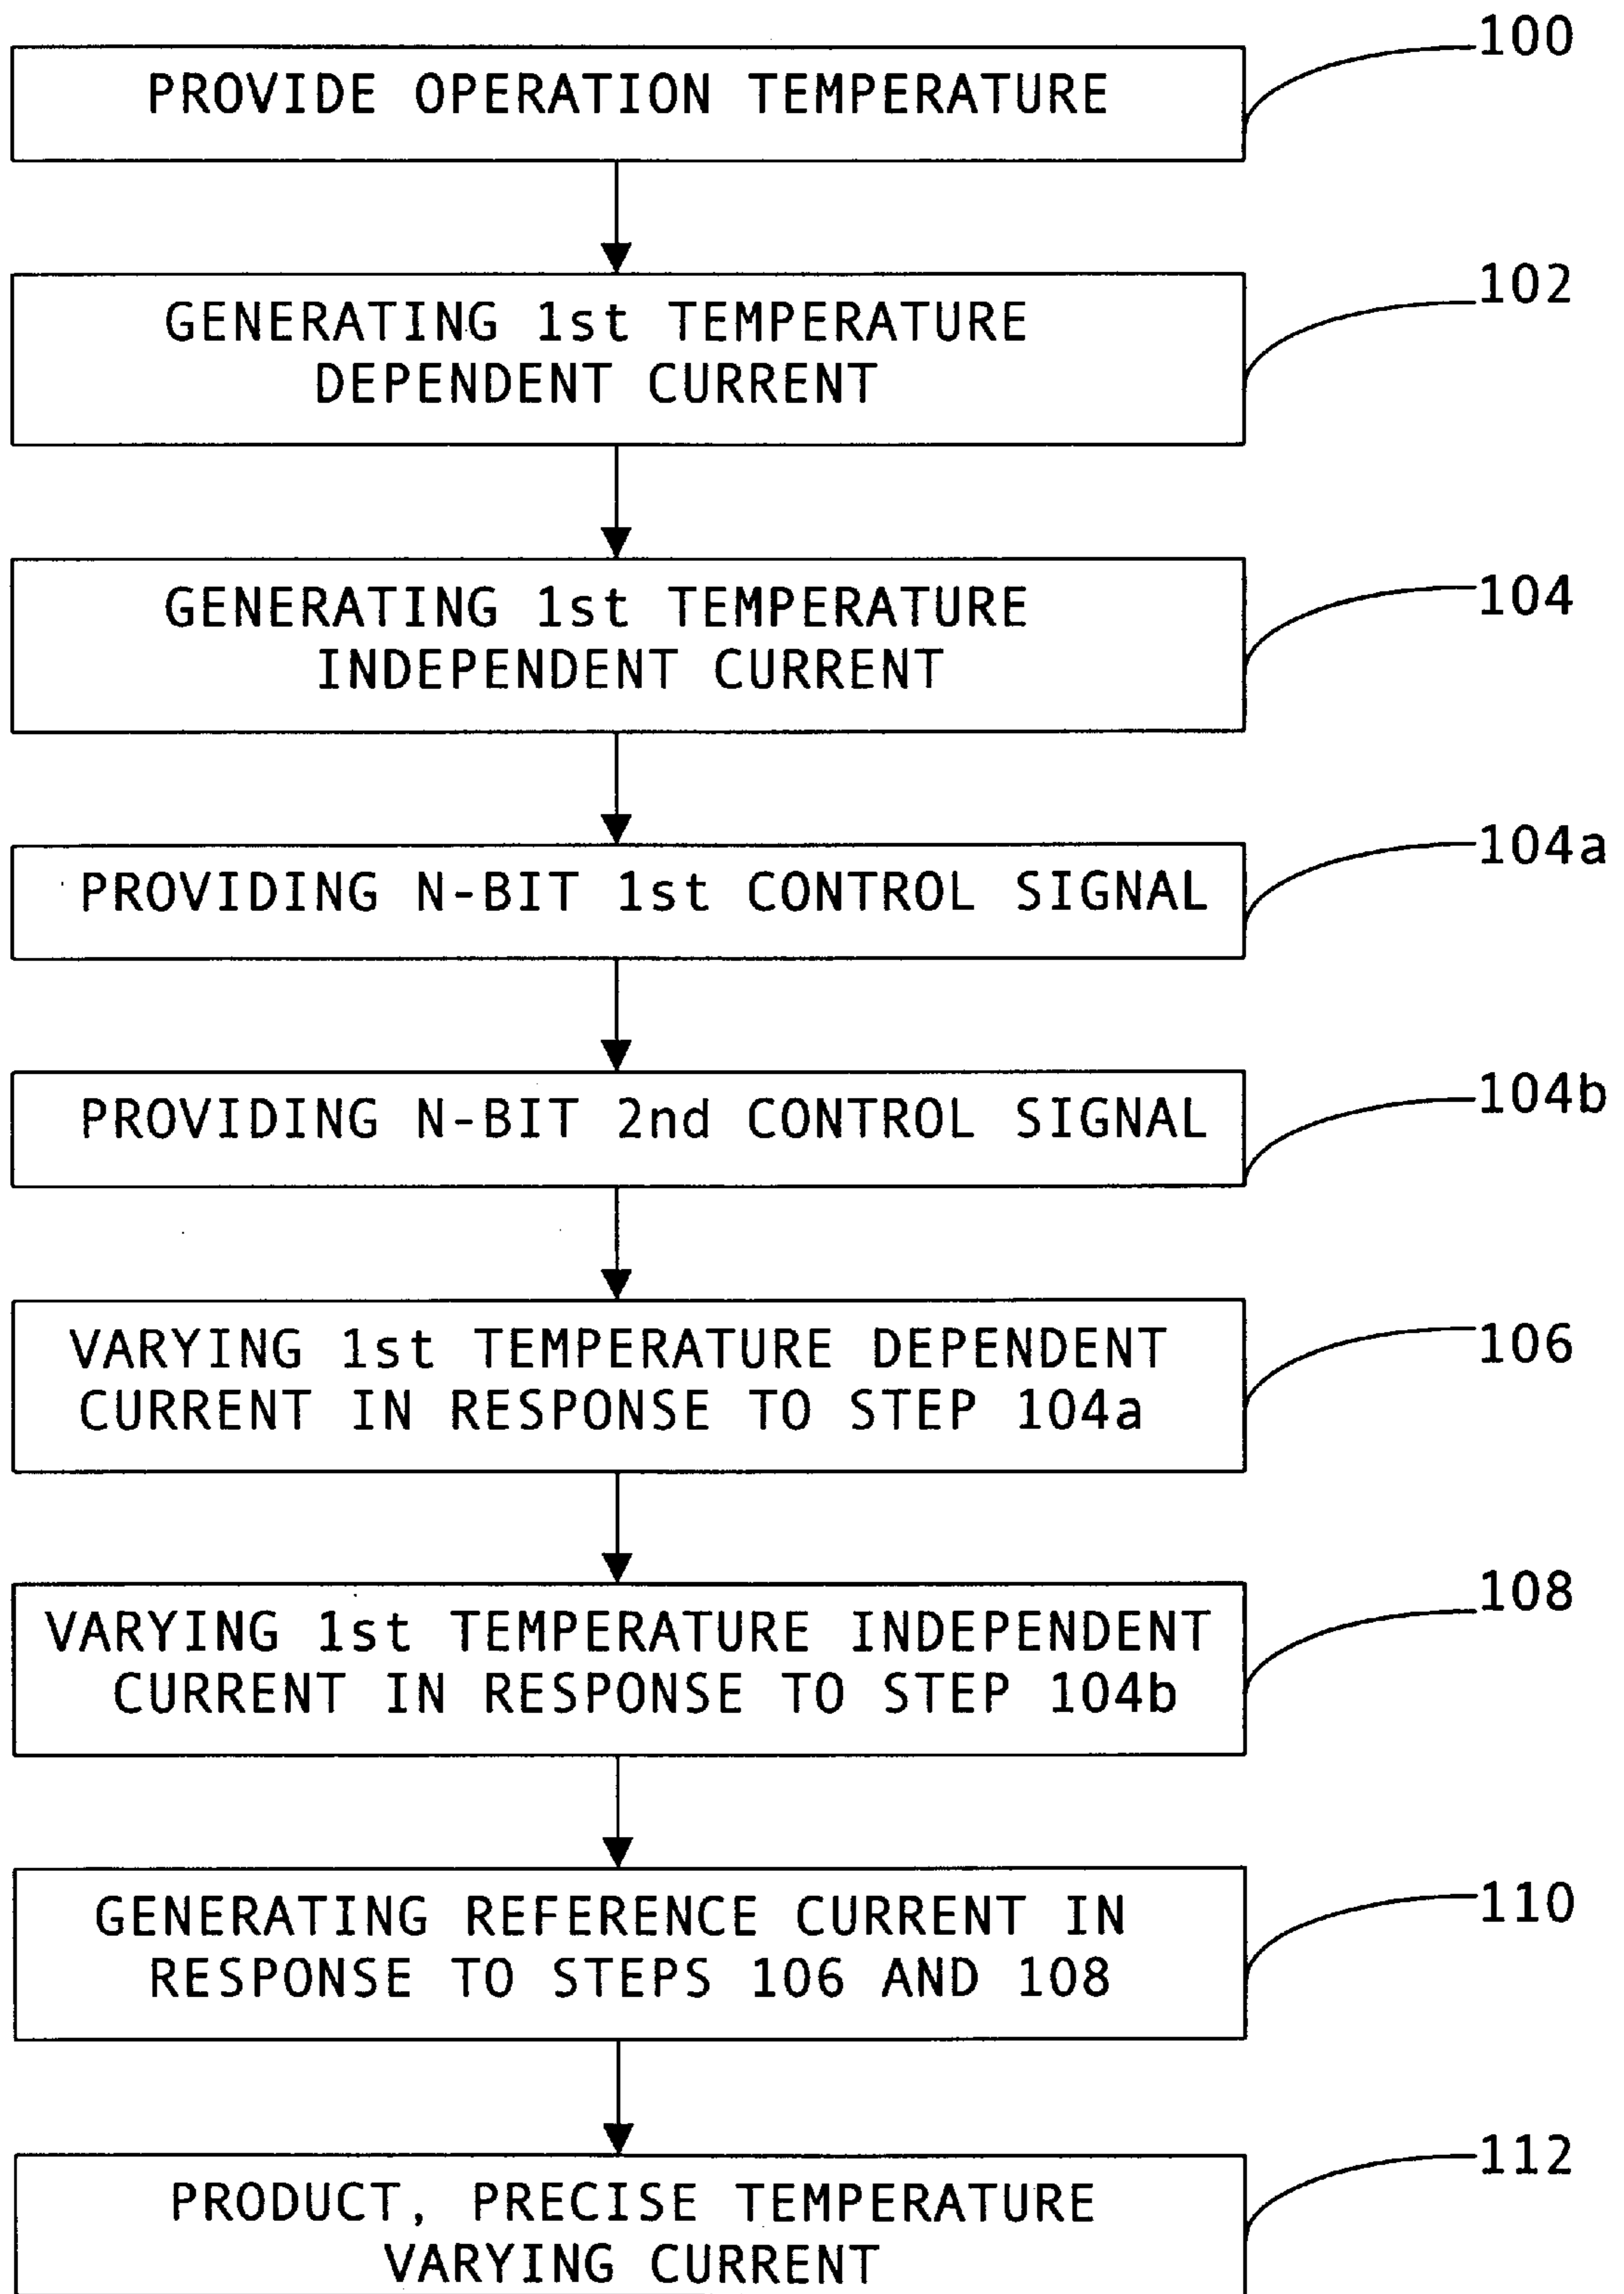 100
PROVIDE OPERATION TEMPERATURE
102
GENERATING 1st TEMPERATURE
DEPENDENT CURRENT
104
GENERATING 1st TEMPERATURE
INDEPENDENT CURRENT
104a
PROVIDING N-BIT 1st CONTROL SIGNAL
104b
PROVIDING N-BIT 2nd CONTROL SIGNAL
106
VARYING 1st TEMPERATURE DEPENDENT
CURRENT IN RESPONSE TO STEP 104a
108
VARYING 1st TEMPERATURE INDEPENDENT
CURRENT IN RESPONSE TO STEP 104b
110
GENERATING REFERENCE CURRENT IN
RESPONSE TO STEPS 106 AND 108
112
PRODUCT, PRECISE TEMPERATURE
VARYING CURRENT